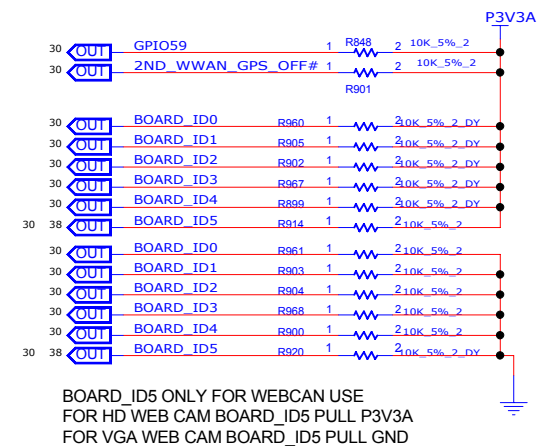 P3V3A
30 OUT GPIO59 1 R848 2 10K_5%_2
30 OUT 2ND_WWAN_GPS_OFF# 1 R901 2 10K_5%_2
30 OUT BOARD_ID0 R960 1 2 10K_5%_2_DY
30 OUT BOARD_ID1 R905 1 2 10K_5%_2_DY
30 OUT BOARD_ID2 R902 1 2 10K_5%_2_DY
30 OUT BOARD_ID3 R967 1 2 10K_5%_2_DY
30 OUT BOARD_ID4 R899 1 2 10K_5%_2_DY
30 38 OUT BOARD_ID5 R914 1 2 10K_5%_2
30 OUT BOARD_ID0 R961 1 2 10K_5%_2
30 OUT BOARD_ID1 R903 1 2 10K_5%_2
30 OUT BOARD_ID2 R904 1 2 10K_5%_2
30 OUT BOARD_ID3 R968 1 2 10K_5%_2
30 OUT BOARD_ID4 R900 1 2 10K_5%_2
30 38 OUT BOARD_ID5 R920 1 2 10K_5%_2_DY
BOARD_ID5 ONLY FOR WEBCAN USE
FOR HD WEB CAM BOARD_ID5 PULL P3V3A
FOR VGA WEB CAM BOARD_ID5 PULL GND